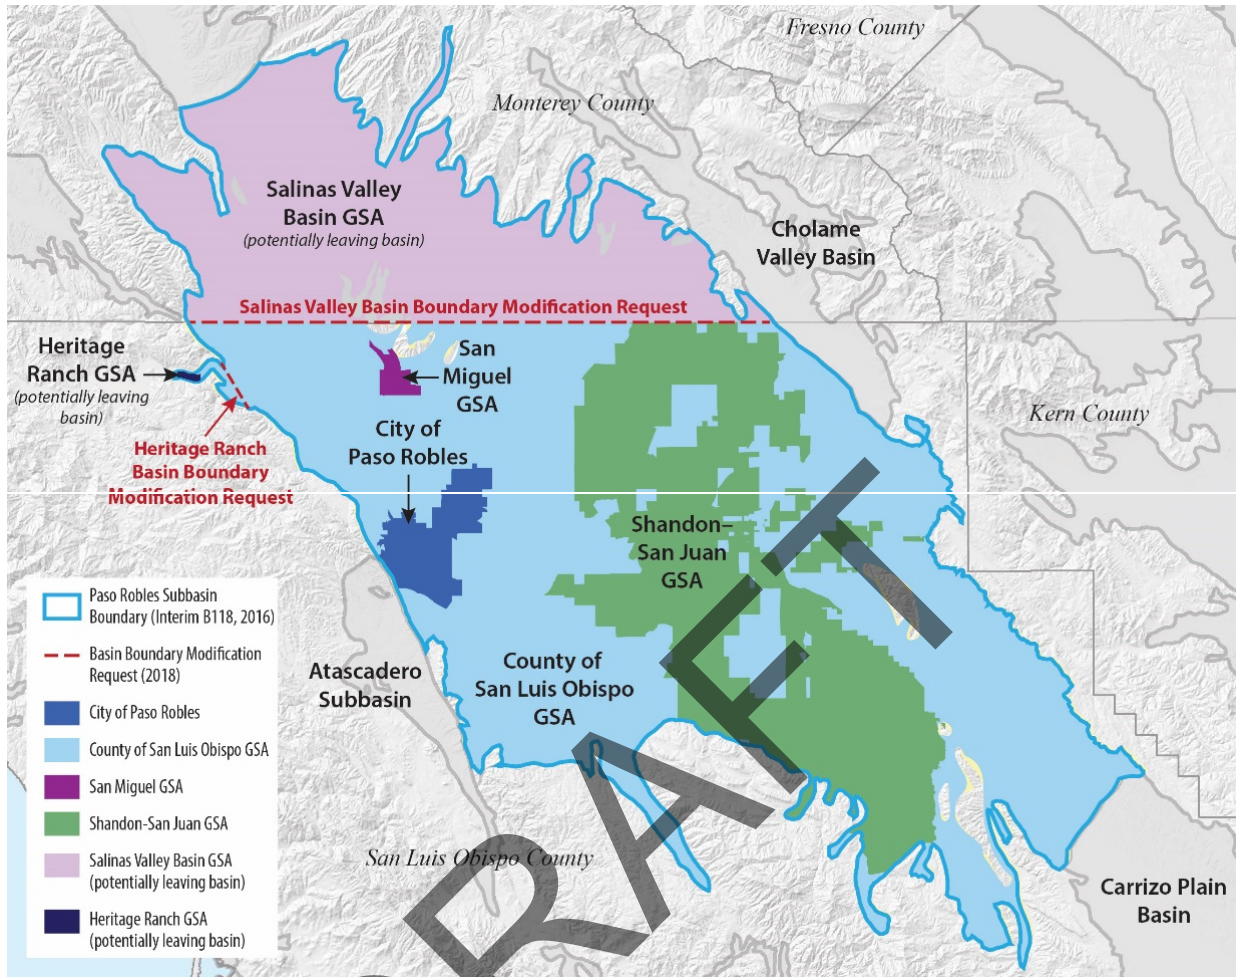 Fresno County
Monterey County
Salinas Valley
Basin GSA
(potentially leaving basin)
Cholame
Valley Basin
Salinas Valley Basin Boundary Modification Request
Heritage
Ranch GSA
(potentially leaving
basin)
San
Miguel
GSA
Kern County
City of
Paso Robles
Heritage Ranch
Basin Boundary
Modification Request
Shandon–
San Juan
GSA
Paso Robles Subbasin
Boundary (Interim B118, 2016)
Basin Boundary Modification
Request (2018)
City of Paso Robles
County of San Luis Obispo GSA
San Miguel GSA
Shandon-San Juan GSA
Salinas Valley Basin GSA
(potentially leaving basin)
Heritage Ranch GSA
(potentially leaving basin)
Atascadero
Subbasin
County of
San Luis Obispo
GSA
San Luis Obispo County
Carrizo Plain
Basin
RAFT